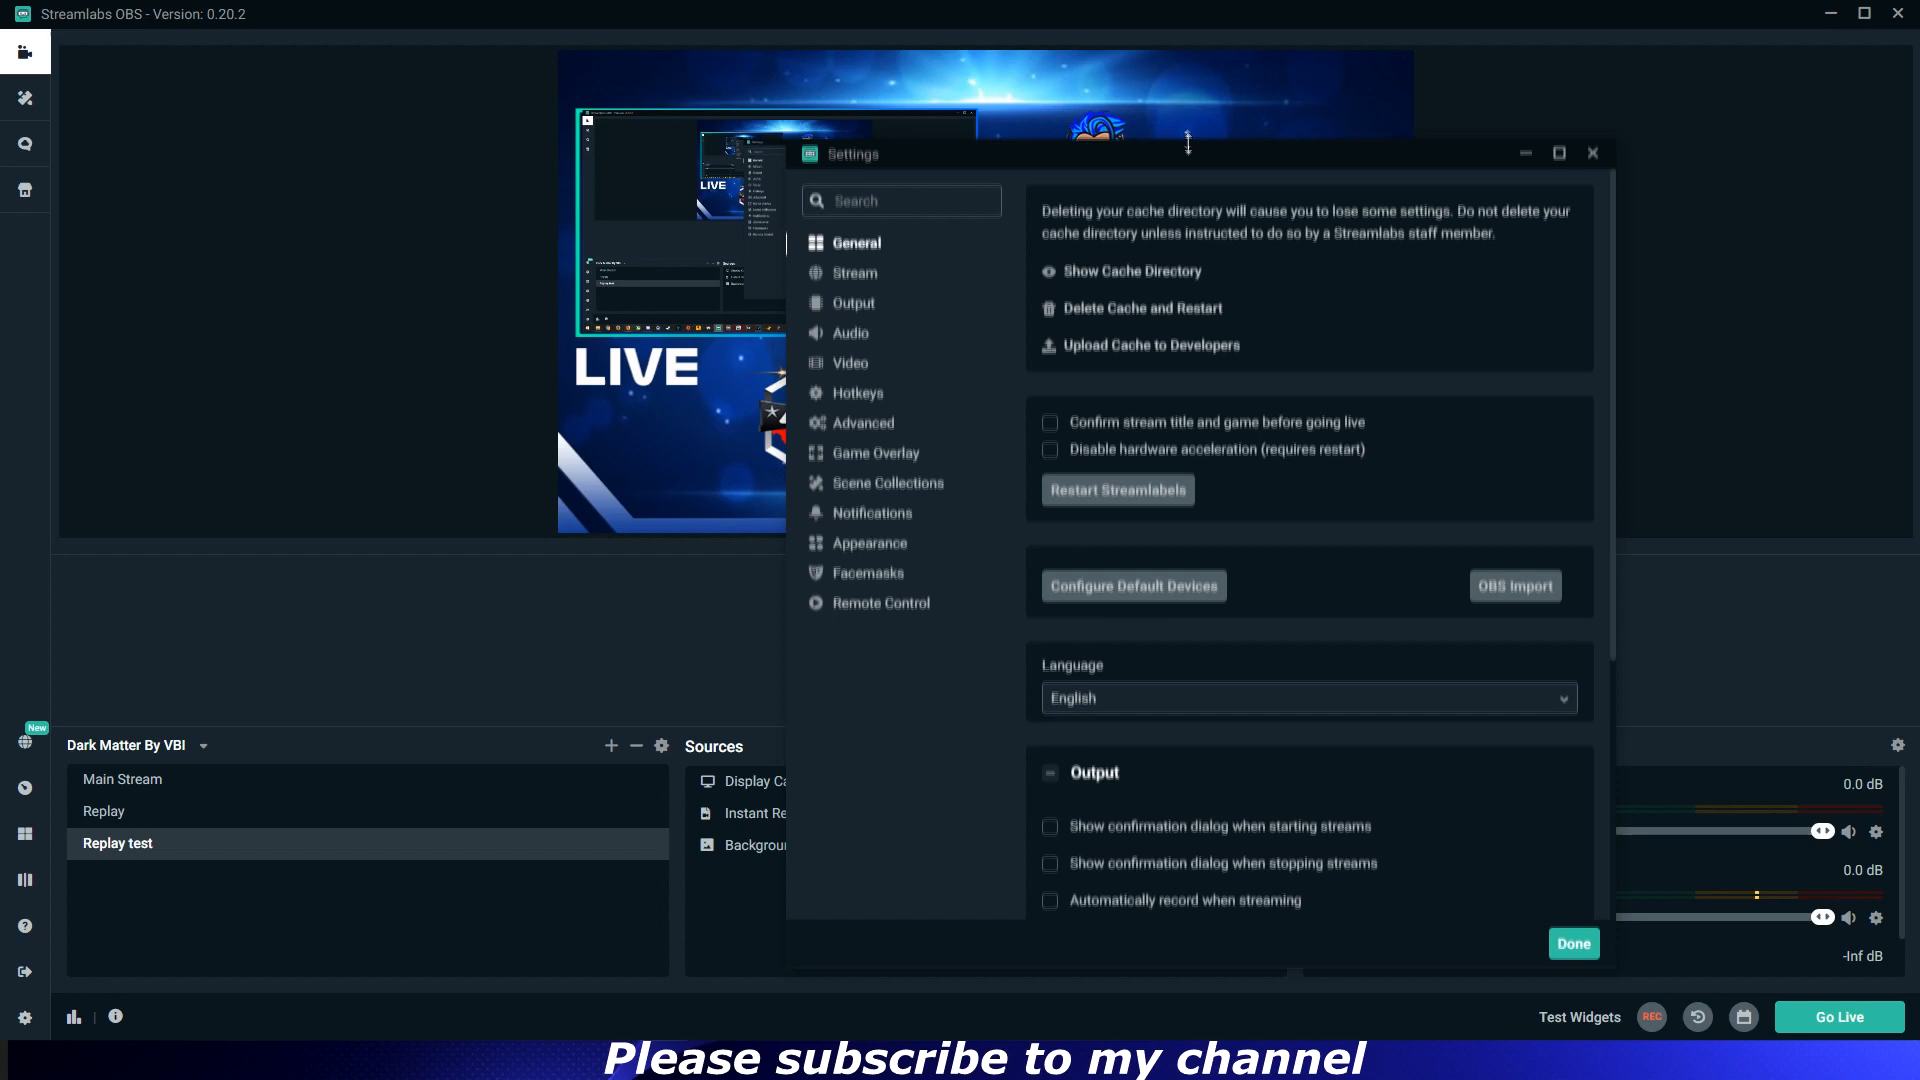 Streamlabs OBS - Version: 0.20.2
LIVE
LIVE
Settings
Search
General
Stream
Output
Audio
Video
Hotkeys
Advanced
Game Overlay
Scene Collections
Notifications
Appearance
Facemasks
Remote Control
Deleting your cache directory will cause you to lose some settings. Do not delete your
cache directory unless instructed to do so by a Streamlabs staff member.
Show Cache Directory
Delete Cache and Restart
Upload Cache to Developers
Confirm stream title and game before going live
Disable hardware acceleration (requires restart)
Restart Streamlabels
Configure Default Devices
OBS Import
Language
English
Output
Show confirmation dialog when starting streams
Show confirmation dialog when stopping streams
Automatically record when streaming
Done
New
Dark Matter By VBI
Main Stream
Replay
Replay test
Sources
Display Ca
Instant Re
Backgrou
0.0 dB
0.0 dB
-Inf dB
Test Widgets
REC
Go Live
Please subscribe to my channel